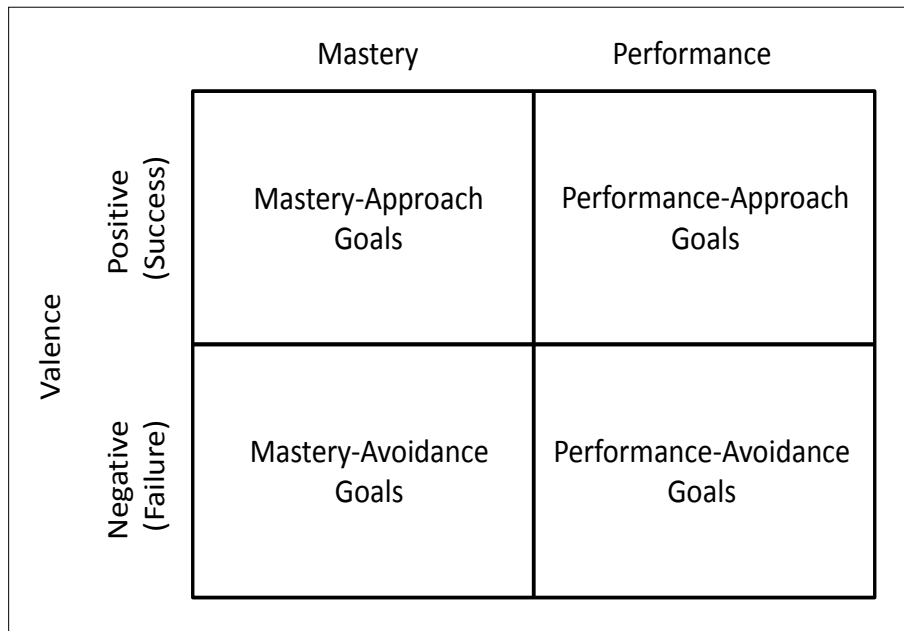 Mastery Performance
Valence
Positive
(Success)
Mastery-Approach
Goals
Performance-Approach
Goals
Negative
(Failure)
Mastery-Avoidance
Goals
Performance-Avoidance
Goals